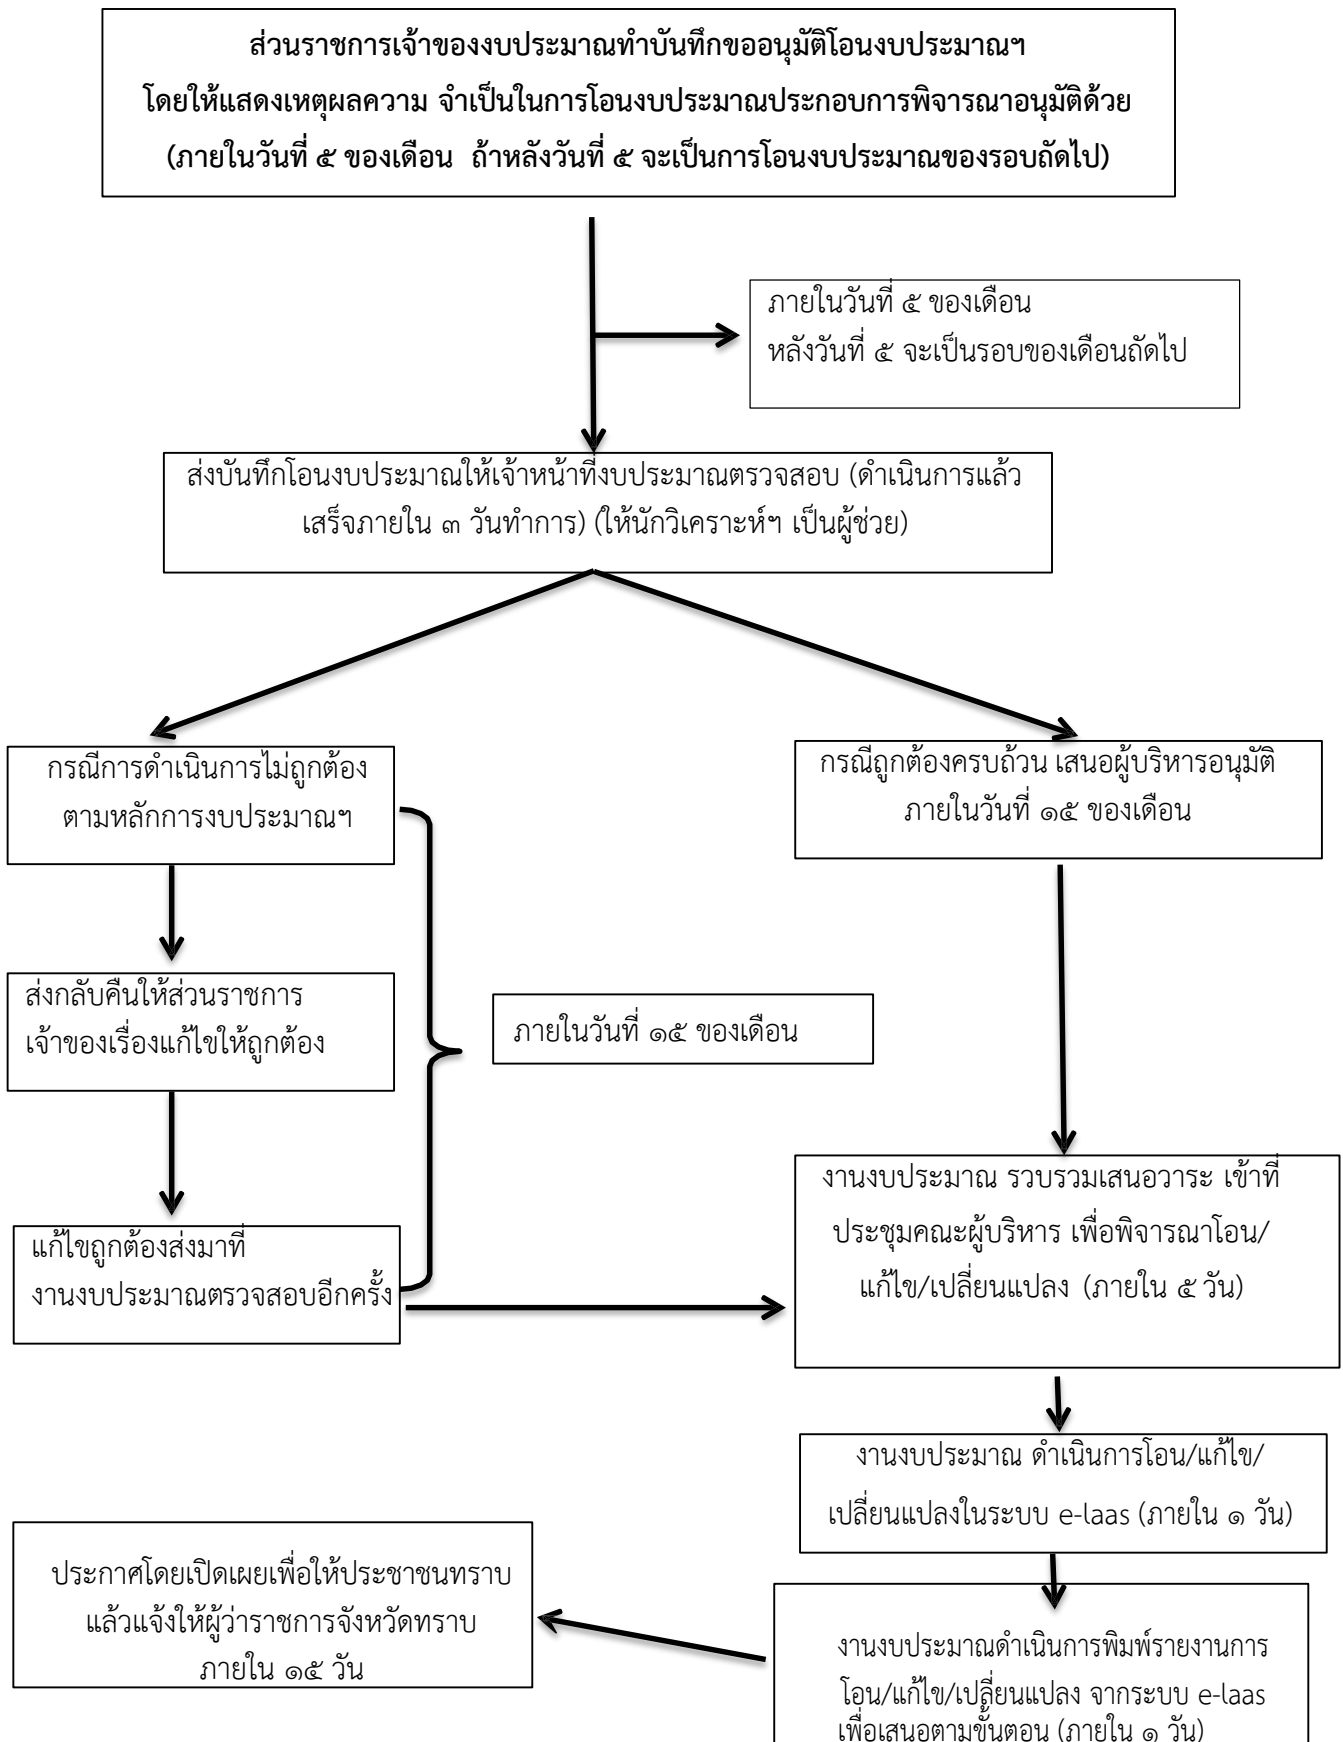 ส่วนราชการเจ้าของงบประมาณทำบันทึกขออนุมัติโอนงบประมาณฯ
โดยให้แสดงเหตุผลความ จำเป็นในการโอนงบประมาณประกอบการพิจารณาอนุมัติด้วย
(ภายในวันที่ ๕ ของเดือน ถ้าหลังวันที่ ๕ จะเป็นการโอนงบประมาณของรอบถัดไป)
ภายในวันที่ ๕ ของเดือน
หลังวันที่ ๕ จะเป็นรอบของเดือนถัดไป
ส่งบันทึกโอนงบประมาณให้เจ้าหน้าที่งบประมาณตรวจสอบ (ดำเนินการแล้ว
เสร็จภายใน ๓ วันทำการ) (ให้นักวิเคราะห์ฯ เป็นผู้ช่วย)
กรณีการดำเนินการไม่ถูกต้อง
ตามหลักการงบประมาณฯ
กรณีถูกต้องครบถ้วน เสนอผู้บริหารอนุมัติ
ภายในวันที่ ๑๕ ของเดือน
ส่งกลับคืนให้ส่วนราชการ
เจ้าของเรื่องแก้ไขให้ถูกต้อง
ภายในวันที่ ๑๕ ของเดือน
แก้ไขถูกต้องส่งมาที่
งานงบประมาณตรวจสอบอีกครั้ง
งานงบประมาณ รวบรวมเสนอวาระ เข้าที่
ประชุมคณะผู้บริหาร เพื่อพิจารณาโอน/
แก้ไข/เปลี่ยนแปลง (ภายใน ๕ วัน)
งานงบประมาณ ดำเนินการโอน/แก้ไข/
เปลี่ยนแปลงในระบบ e-laas (ภายใน ๑ วัน)
ประกาศโดยเปิดเผยเพื่อให้ประชาชนทราบ
แล้วแจ้งให้ผู้ว่าราชการจังหวัดทราบ
ภายใน ๑๕ วัน
งานงบประมาณดำเนินการพิมพ์รายงานการ
โอน/แก้ไข/เปลี่ยนแปลง จากระบบ e-laas
เพื่อเสนอตามขั้นตอน (ภายใน ๑ วัน)